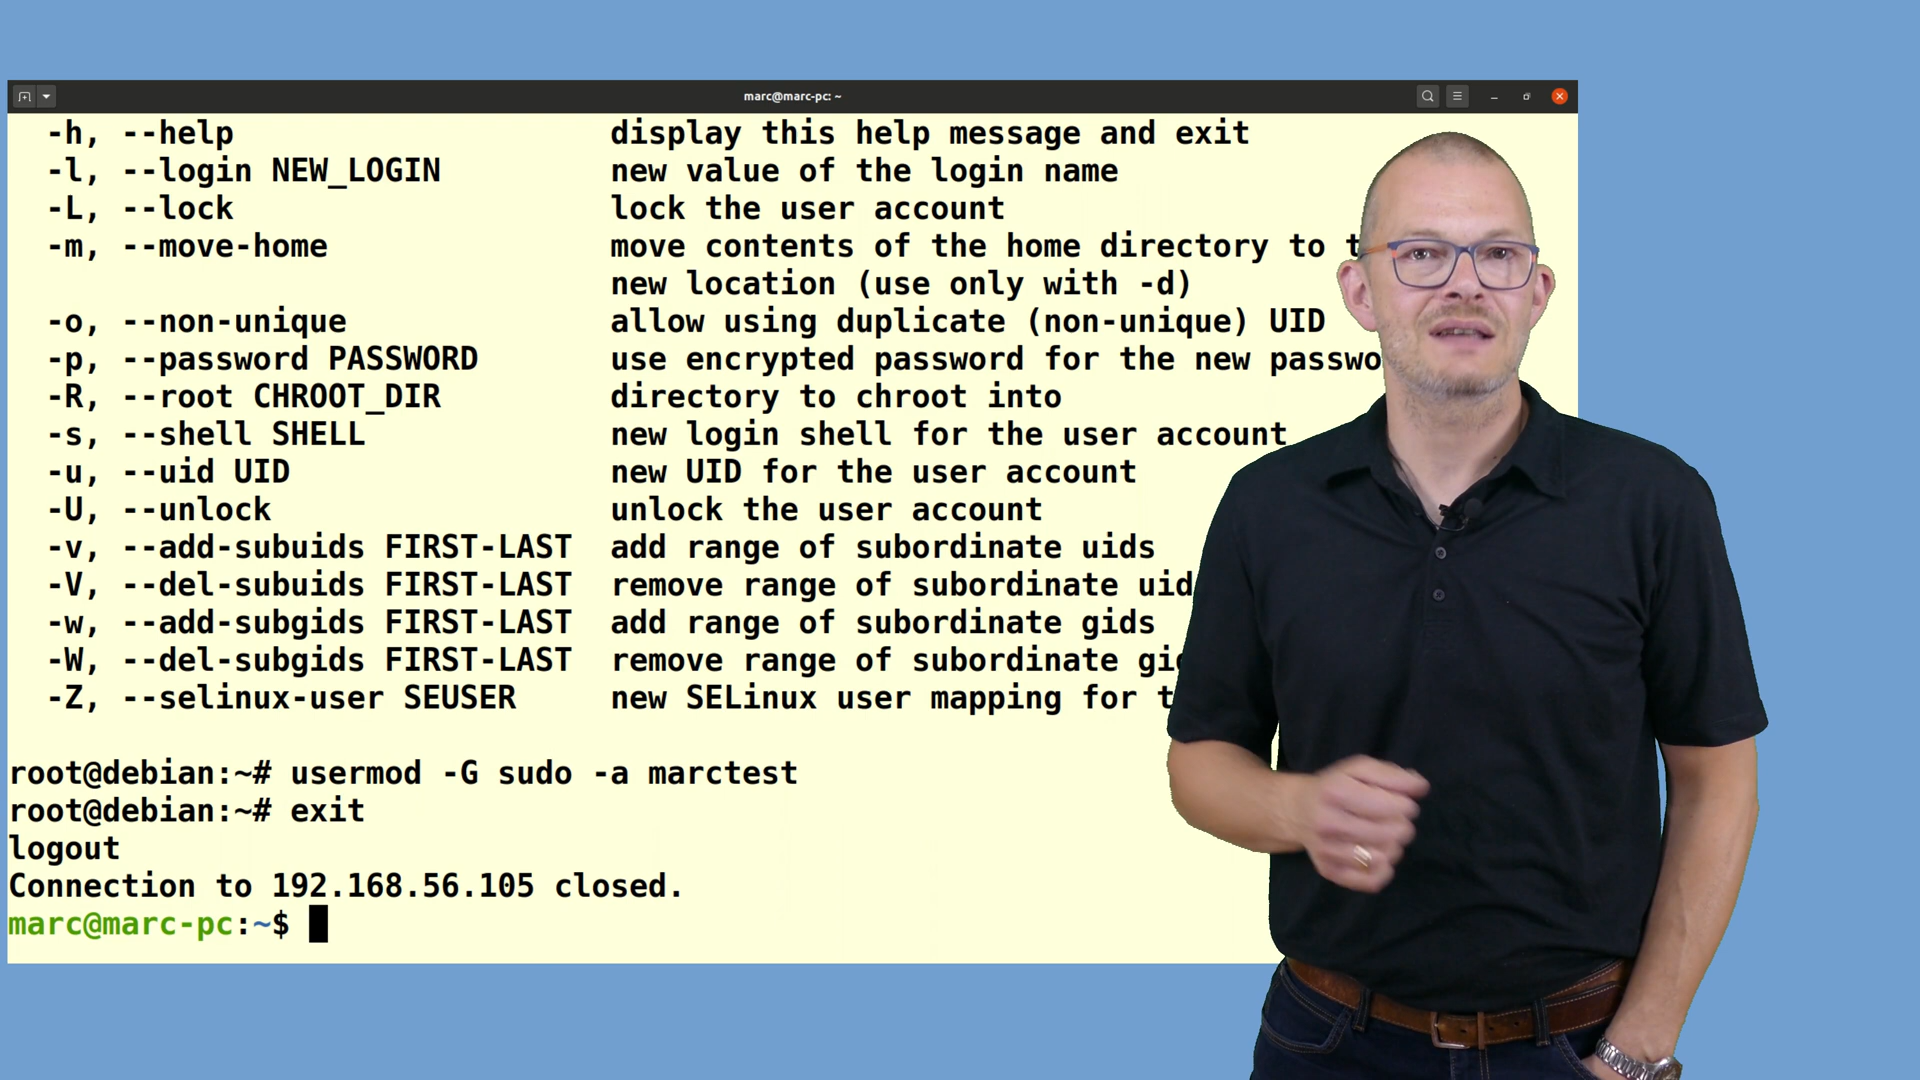 marc@marc-pc: ~
-h, --help display this help message and exit
-l, --login NEW_LOGIN new value of the login name
-L, --lock lock the user account
-m, --move-home move contents of the home directory to t
new location (use only with -d)
-o, --non-unique allow using duplicate (non-unique) UID
-p, --password PASSWORD use encrypted password for the new passwo
-R, --root CHROOT_DIR directory to chroot into
-s, --shell SHELL new login shell for the user account
-u, --uid UID new UID for the user account
-U, --unlock unlock the user account
-v, --add-subuids FIRST-LAST add range of subordinate uids
-V, --del-subuids FIRST-LAST remove range of subordinate uid
-w, --add-subgids FIRST-LAST add range of subordinate gids
-W, --del-subgids FIRST-LAST remove range of subordinate gi
-Z, --selinux-user SEUSER new SELinux user mapping for t
root@debian:~# usermod -G sudo -a marctest
root@debian:~# exit
logout
Connection to 192.168.56.105 closed.
marc@marc-pc:~$